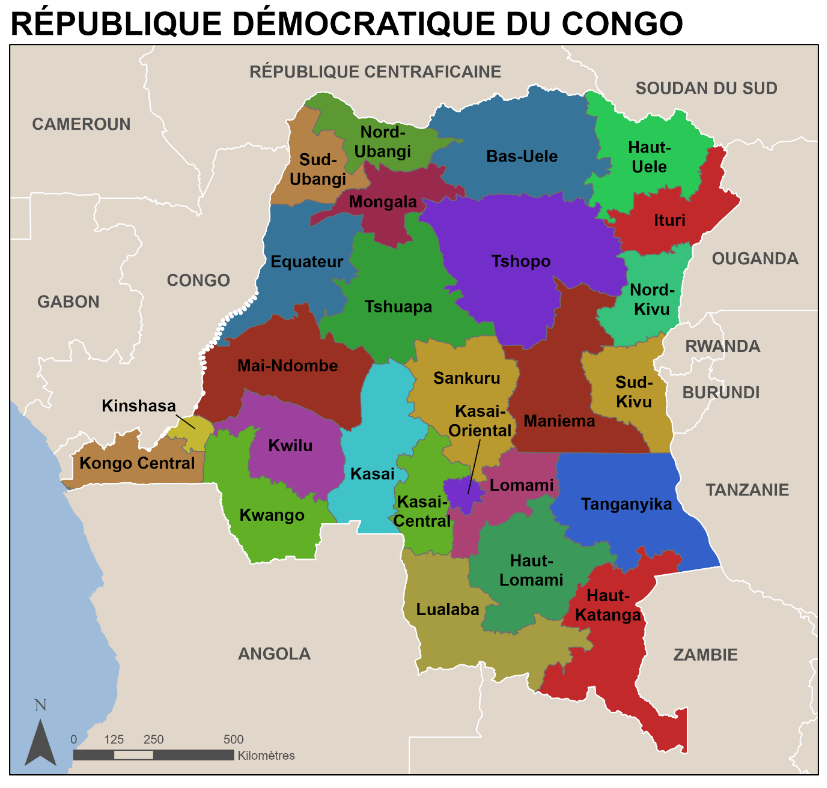 RÉPUBLIQUE DÉMOCRATIQUE DU CONGO
RÉPUBLIQUE CENTRAFICAINE
SOUDAN DU SUD
CAMEROUN
Nord-
Ubangi
Sud-
Ubangi
Bas-Uele
Haut-
Uele
Mongala
Ituri
Equateur
Tshopo
OUGANDA
CONGO
GABON
Nord-
Kivu
Tshuapa
RWANDA
Mai-Ndombe
Sankuru
Sud-
Kivu
BURUNDI
Kinshasa
Kasai-
Oriental
Maniema
Kwilu
Kongo Central
Kasai
Lomami
TANZANIE
Tanganyika
Kasai-
Central
Kwango
Haut-
Lomami
Lualaba
Haut-
Katanga
ANGOLA
ZAMBIE
N
0 125 250 500
Kilomètres